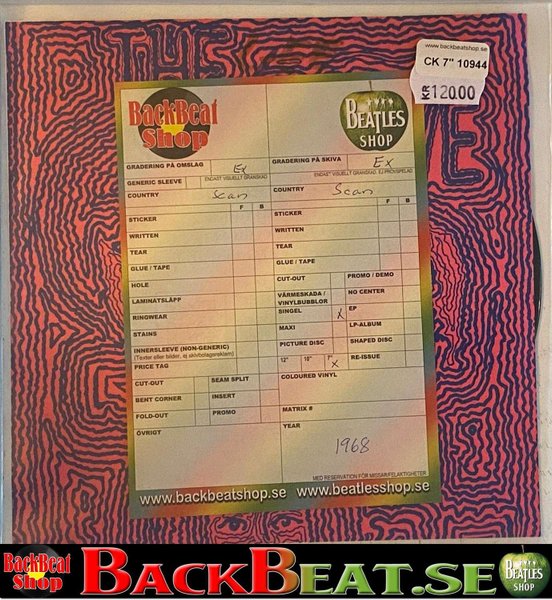 THE
VE
www.backbeatshop.se
CK 7" 10944
KR 120.00
BackBeat
Shop
BEATLES
SHOP
GRADERING PÅ OMSLAG Ex
ENDAST VISUELLT GRANSKAD
GRADERING PÅ SKIVA Ex
ENDAST VISUELLT GRANSKAD. EJ PROVSPELAD
GENERIC SLEEVE
COUNTRY Scan
COUNTRY Scan
F B
F B
STICKER
STICKER
WRITTEN
WRITTEN
TEAR
TEAR
GLUE / TAPE
GLUE / TAPE
HOLE
CUT-OUT
PROMO / DEMO
LAMINATSLÄPP
VÄRMESKADA /
VINYLBUBBLOR
NO CENTER
RINGWEAR
SINGEL X
EP
STAINS
MAXI
LP-ALBUM
INNERSLEEVE (NON-GENERIC)
(Texter eller bilder, ej skivbolagsreklam)
PICTURE DISC
SHAPED DISC
PRICE TAG
12" 10" 7" X
RE-ISSUE
CUT-OUT
SEAM SPLIT
COLOURED VINYL
BENT CORNER
INSERT
FOLD-OUT
PROMO
MATRIX #
ÖVRIGT
YEAR
1968
MED RESERVATION FÖR MISSAR/FELAKTIGHETER
www.backbeatshop.se www.beatlesshop.se
BackBeat
Shop
BACKBEAT.SE
BEATLES
SHOP